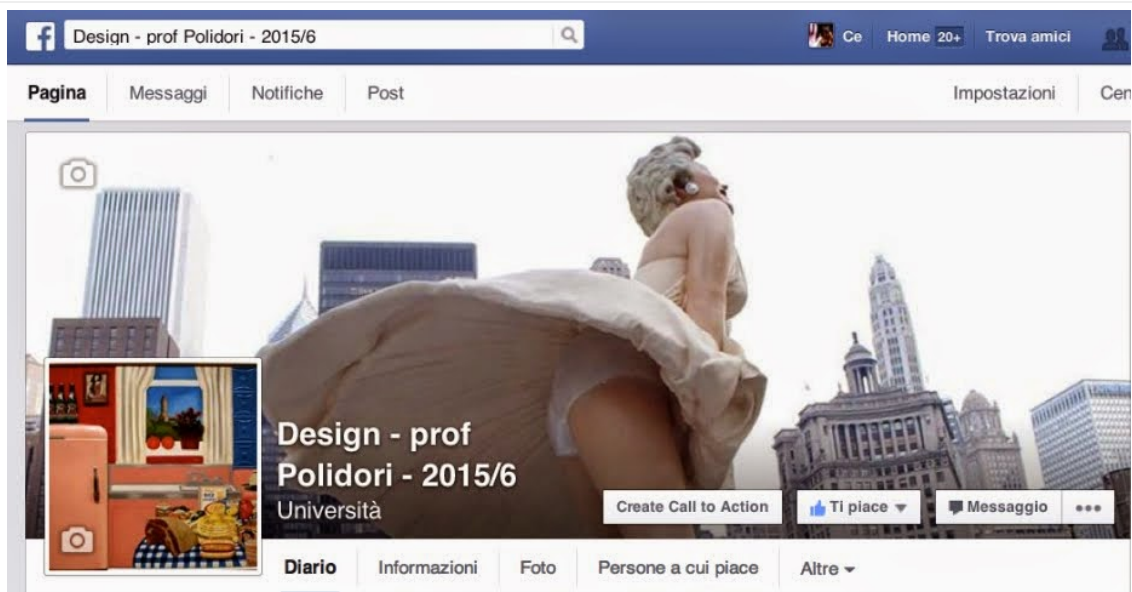 Design - prof Polidori - 2015/6
Ce Home 20+ Trova amici
Pagina Messaggi Notifiche Post Impostazioni Cen
Design - prof
Polidori - 2015/6
Università
Create Call to Action Ti piace Messaggio
Diario Informazioni Foto Persone a cui piace Altre